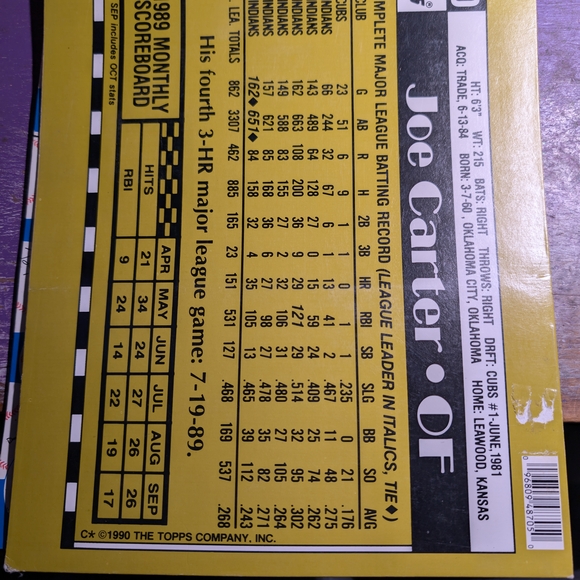 HT: 6'3" WT: 215 BATS: RIGHT THROWS: RIGHT DRFT: CUBS #1-JUNE,1981
ACQ: TRADE, 6-13-84 BORN: 3-7-60 , OKLAHOMA CITY, OKLAHOMA HOME: LEAWOOD, KANSAS
Joe Carter • OF
OMPLETE MAJOR LEAGUE BATTING RECORD (LEAGUE LEADER IN ITALICS, TIE♦)
CLUB G AB R H 2B 3B HR RBI SB SLG BB SO AVG
CUBS 23 51 6 9 1 1 0 1 1 .235 0 21 .176
INDIANS 66 244 32 67 6 1 13 41 2 .467 11 48 .275
INDIANS 143 489 64 128 27 0 15 59 24 .409 25 74 .262
INDIANS 162 663 108 200 36 9 29 121 29 .514 32 95 .302
INDIANS 149 588 83 155 27 2 32 106 31 .480 27 105 .264
INDIANS 157 621 85 168 36 6 27 98 27 .478 35 82 .271
INDIANS 162♦ 651♦ 84 158 32 4 35 105 13 .465 39 112 .243
LEA. TOTALS 862 3307 462 885 165 23 151 531 127 .468 169 537 .268
His fourth 3-HR major league game: 7-19-89.
989 MONTHLY
SCOREBOARD
SEP includes OCT stats
APR MAY JUN JUL AUG SEP
HITS 21 34 24 27 26 26
RBI 9 24 14 22 19 17
C* ©1990 THE TOPPS COMPANY, INC.
0 96809 48705 0